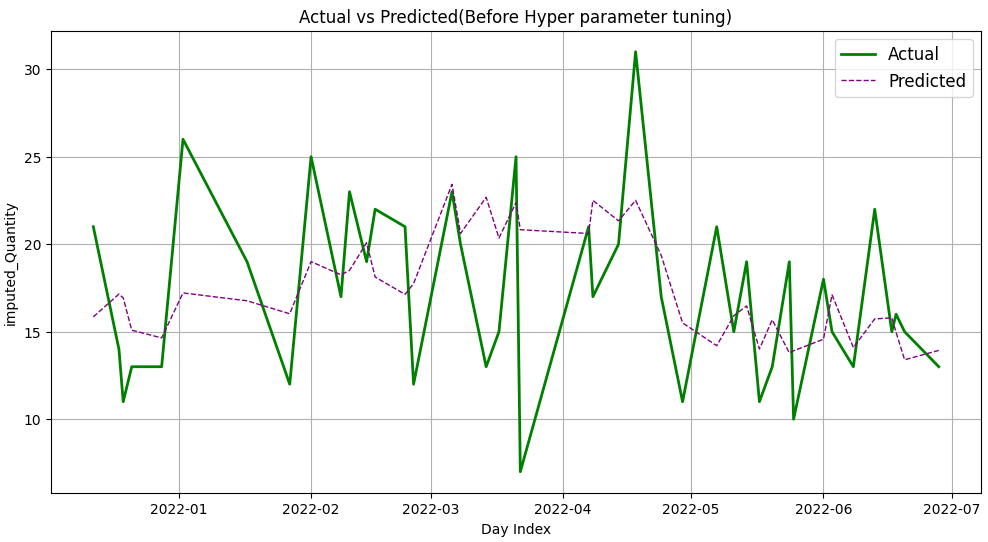 Actual vs Predicted(Before Hyper parameter tuning)
Actual
Predicted
imputed_Quantity
30
25
20
15
10
2022-01 2022-02 2022-03 2022-04 2022-05 2022-06 2022-07
Day Index